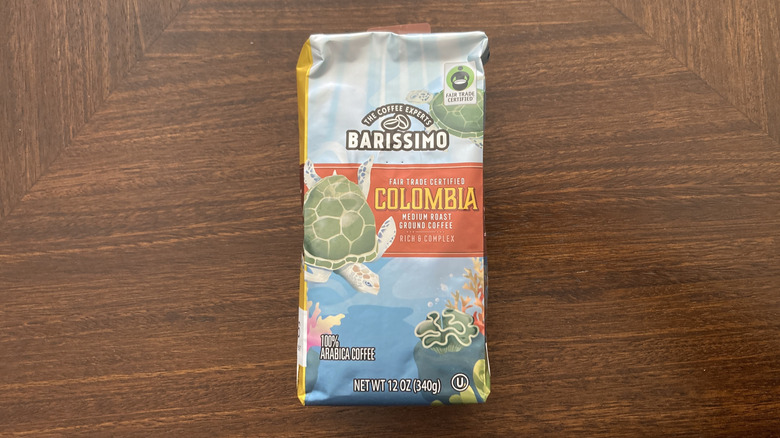 FAIR TRADE
CERTIFIED
THE COFFEE EXPERTS
BARISSIMO
FAIR TRADE CERTIFIED
COLOMBIA
MEDIUM ROAST
GROUND COFFEE
RICH & COMPLEX
100%
ARABICA COFFEE
NET WT 12 OZ (340g)
U